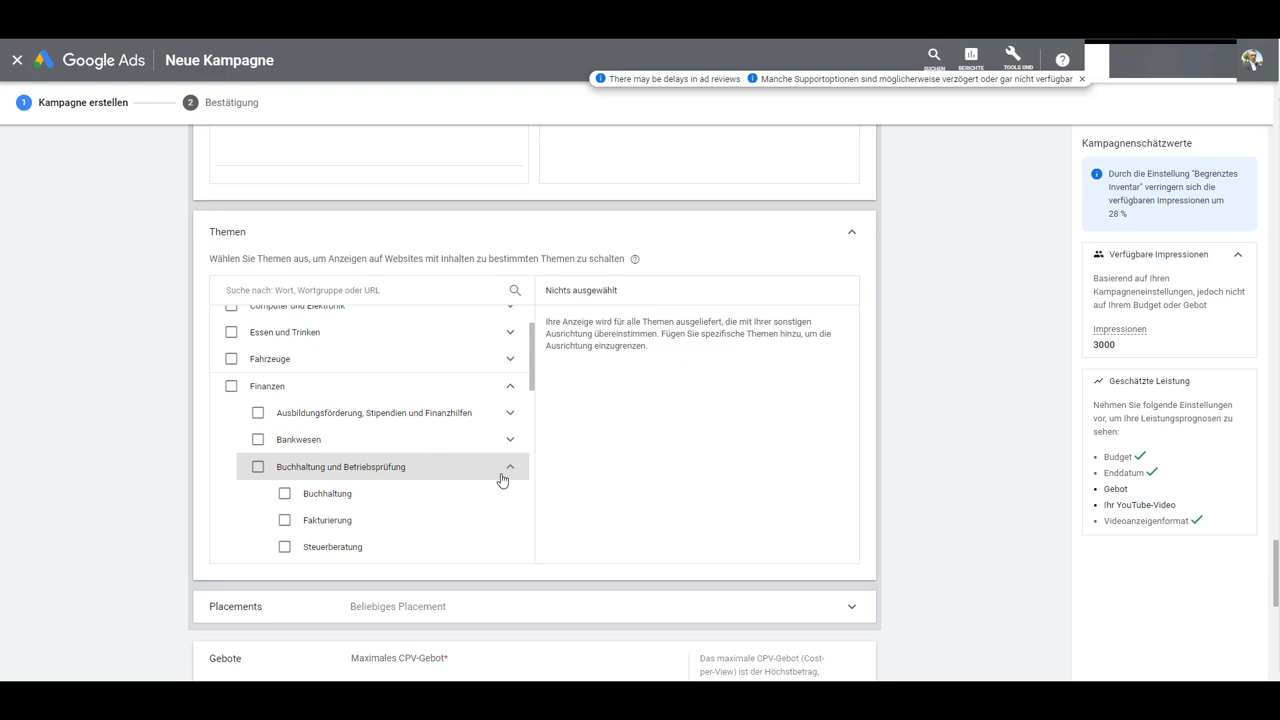 Google Ads
Neue Kampagne
SUCHEN
BERICHTE
TOOLS UND
There may be delays in ad reviews
Manche Supportoptionen sind möglicherweise verzögert oder gar nicht verfügbar
1 Kampagne erstellen
2 Bestätigung
Themen
Wählen Sie Themen aus, um Anzeigen auf Websites mit Inhalten zu bestimmten Themen zu schalten
Suche nach: Wort, Wortgruppe oder URL
Computer und Elektronik
Essen und Trinken
Fahrzeuge
Finanzen
Ausbildungsförderung, Stipendien und Finanzhilfen
Bankwesen
Buchhaltung und Betriebsprüfung
Buchhaltung
Fakturierung
Steuerberatung
Nichts ausgewählt
Ihre Anzeige wird für alle Themen ausgeliefert, die mit Ihrer sonstigen
Ausrichtung übereinstimmen. Fügen Sie spezifische Themen hinzu, um die
Ausrichtung einzugrenzen.
Placements
Beliebiges Placement
Gebote
Maximales CPV-Gebot*
Das maximale CPV-Gebot (Cost-
per-View) ist der Höchstbetrag,
Kampagnenschätzwerte
Durch die Einstellung "Begrenztes
Inventar" verringern sich die
verfügbaren Impressionen um
28 %
Verfügbare Impressionen
Basierend auf Ihren
Kampagneneinstellungen, jedoch nicht
auf Ihrem Budget oder Gebot
Impressionen
3000
Geschätzte Leistung
Nehmen Sie folgende Einstellungen
vor, um Ihre Leistungsprognosen zu
sehen:
• Budget
• Enddatum
• Gebot
• Ihr YouTube-Video
• Videoanzeigenformat